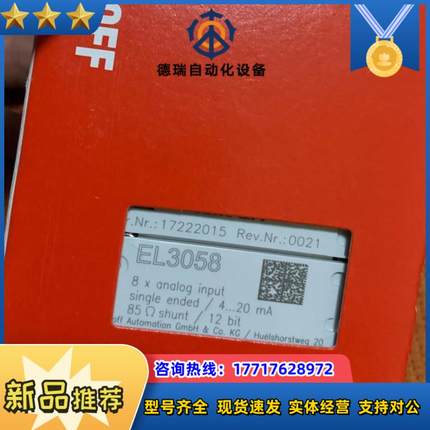 OFF
德瑞自动化设备
r.Nr.:17222015 Rev.Nr.:0021
EL3058
8 x analog input
single ended / 4...20 mA
85 Ω shunt / 12 bit
off Automation GmbH & Co. KG / Huelshorstweg 20
咨询热线：17717628972
新品推荐
型号齐全 现货速发 实体经营 支持对公